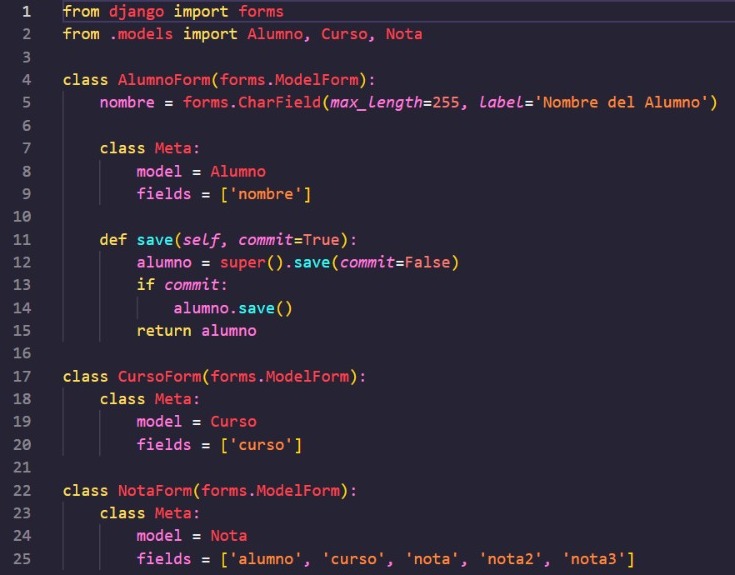 1 from django import forms
2 from .models import Alumno, Curso, Nota
3
4 class AlumnoForm(forms.ModelForm):
5     nombre = forms.CharField(max_length=255, label='Nombre del Alumno')
6
7     class Meta:
8         model = Alumno
9         fields = ['nombre']
10
11     def save(self, commit=True):
12         alumno = super().save(commit=False)
13         if commit:
14             alumno.save()
15         return alumno
16
17 class CursoForm(forms.ModelForm):
18     class Meta:
19         model = Curso
20         fields = ['curso']
21
22 class NotaForm(forms.ModelForm):
23     class Meta:
24         model = Nota
25         fields = ['alumno', 'curso', 'nota', 'nota2', 'nota3']